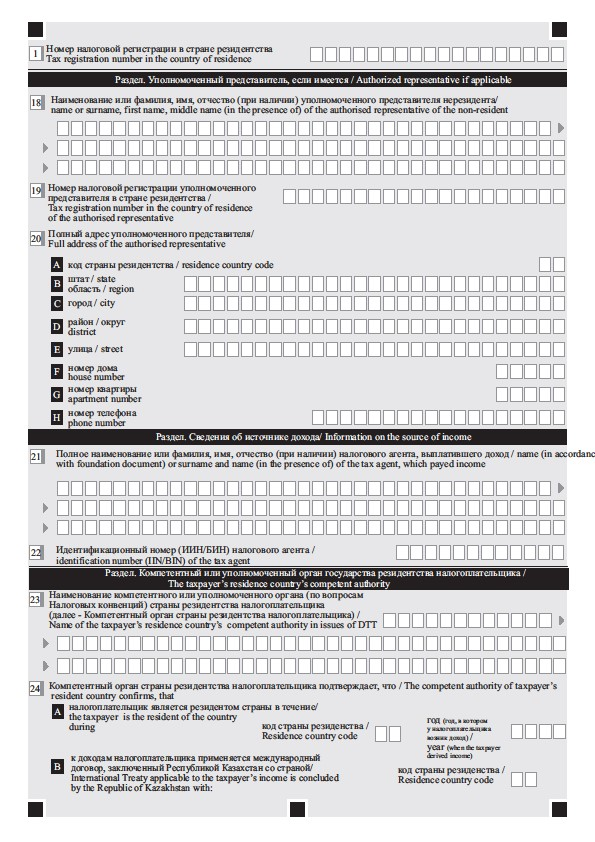 1 Номер налоговой регистрации в стране резидентства
Tax registration number in the country of residence
Раздел. Уполномоченный представитель, если имеется / Authorized representative if applicable
18 Наименование или фамилия, имя, отчество (при наличии) уполномоченного представителя нерезидента/
name or surname, first name, middle name (in the presence of) of the authorised representative of the non-resident
19 Номер налоговой регистрации уполномоченного
представителя в стране резидентства /
Tax registration number in the country of residence
of the authorised representative
20 Полный адрес уполномоченного представителя/
Full address of the authorised representative
A код страны резидентства / residence country code
B штат / state
область / region
C город / city
D район / округ
district
E улица / street
F номер дома
house number
G номер квартиры
apartment number
H номер телефона
phone number
Раздел. Сведения об источнике дохода/ Information on the source of income
21 Полное наименование или фамилия, имя, отчество (при наличии) налогового агента, выплатившего доход / name (in accordanc
with foundation document) or surname and name (in the presence of) of the tax agent, which payed income
22 Идентификационный номер (ИИН/БИН) налогового агента /
identification number (IIN/BIN) of the tax agent
Раздел. Компетентный или уполномоченный орган государства резидентства налогоплательщика /
The taxpayer’s residence country’s competent authority
23 Наименование компетентного или уполномоченного органа (по вопросам
Налоговых конвенций) страны резидентства налогоплательщика
(далее - Компетентный орган страны резидентства налогоплательщика) /
Name of the taxpayer’s residence country’s competent authority in issues of DTT
24 Компетентный орган страны резидентства налогоплательщика подтверждает, что / The competent authority of taxpayer’s
resident country confirms, that
A налогоплательщик является резидентом страны в течение/
the taxpayer is the resident of the country
during
код страны резиденства /
Residence country code
год (год, в котором
у налогоплательщика
возник доход) /
year (when the taxpayer
derived income)
B к доходам налогоплательщика применяется международный
договор, заключенный Республикой Казахстан со страной/
International Treaty applicable to the taxpayer’s income is concluded
by the Republic of Kazakhstan with:
код страны резиденства /
Residence country code